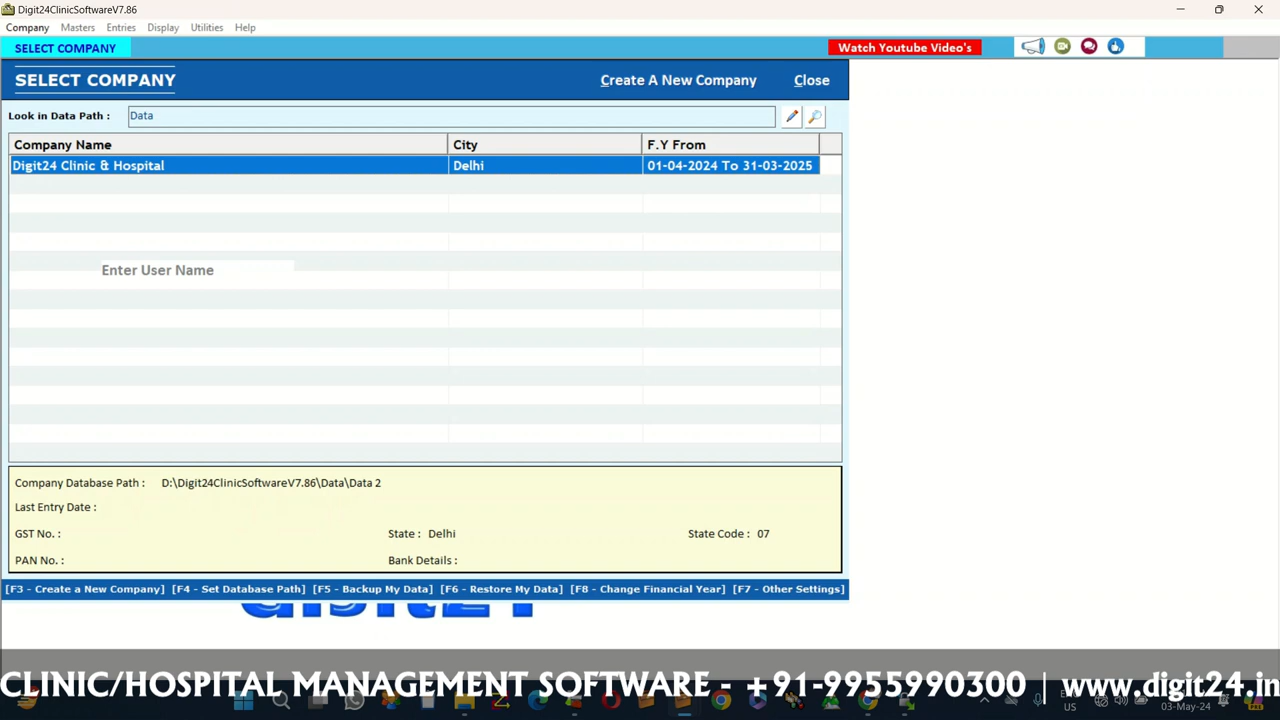 Digit24ClinicSoftwareV7.86
Company Masters Entries Display Utilities Help
SELECT COMPANY
Watch Youtube Video's
SELECT COMPANY
Create A New Company
Close
Look in Data Path :
Data
Company Name City F.Y From
Digit24 Clinic & Hospital Delhi 01-04-2024 To 31-03-2025
Enter User Name
Company Database Path : D:\Digit24ClinicSoftwareV7.86\Data\Data 2
Last Entry Date :
GST No. : State : Delhi State Code : 07
PAN No. : Bank Details :
[F3 - Create a New Company] [F4 - Set Database Path] [F5 - Backup My Data] [F6 - Restore My Data] [F8 - Change Financial Year] [F7 - Other Settings]
digit24
CLINIC/HOSPITAL MANAGEMENT SOFTWARE - +91-9955990300 | www.digit24.in
US
03-May-24